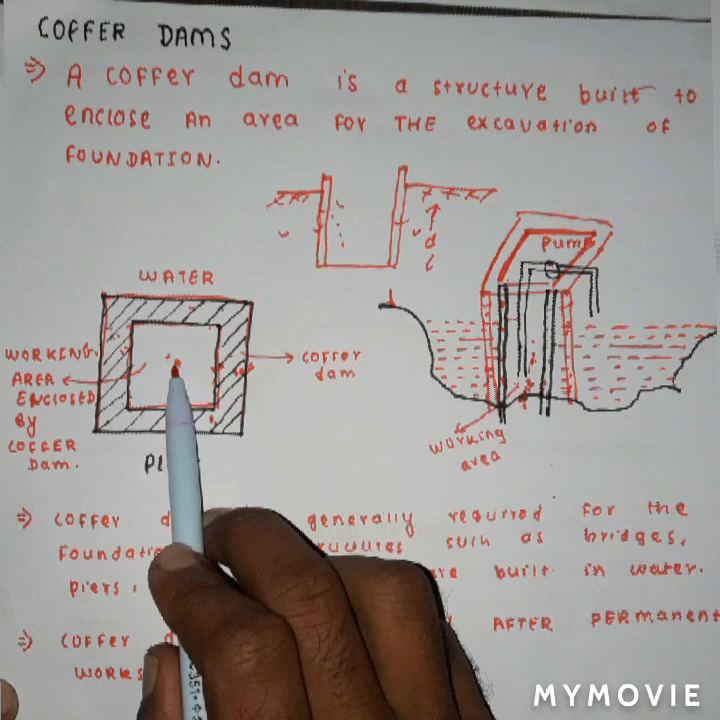 COFFER DAMS
⇒ A COFFER dam is a structure built to
enclose AN area FOR THE excavation of
FOUNDATION.
Pump
d
WATER
WORKING
AREA
ENCLOSED
By
COFFER
Dam.
coffer
dam
working
area
⇒ COFFER generally required for the
Foundation structures such as bridges,
piers, are built in water.
⇒ COFFER AFTER PERMANENT
WORKS
MYMOVIE